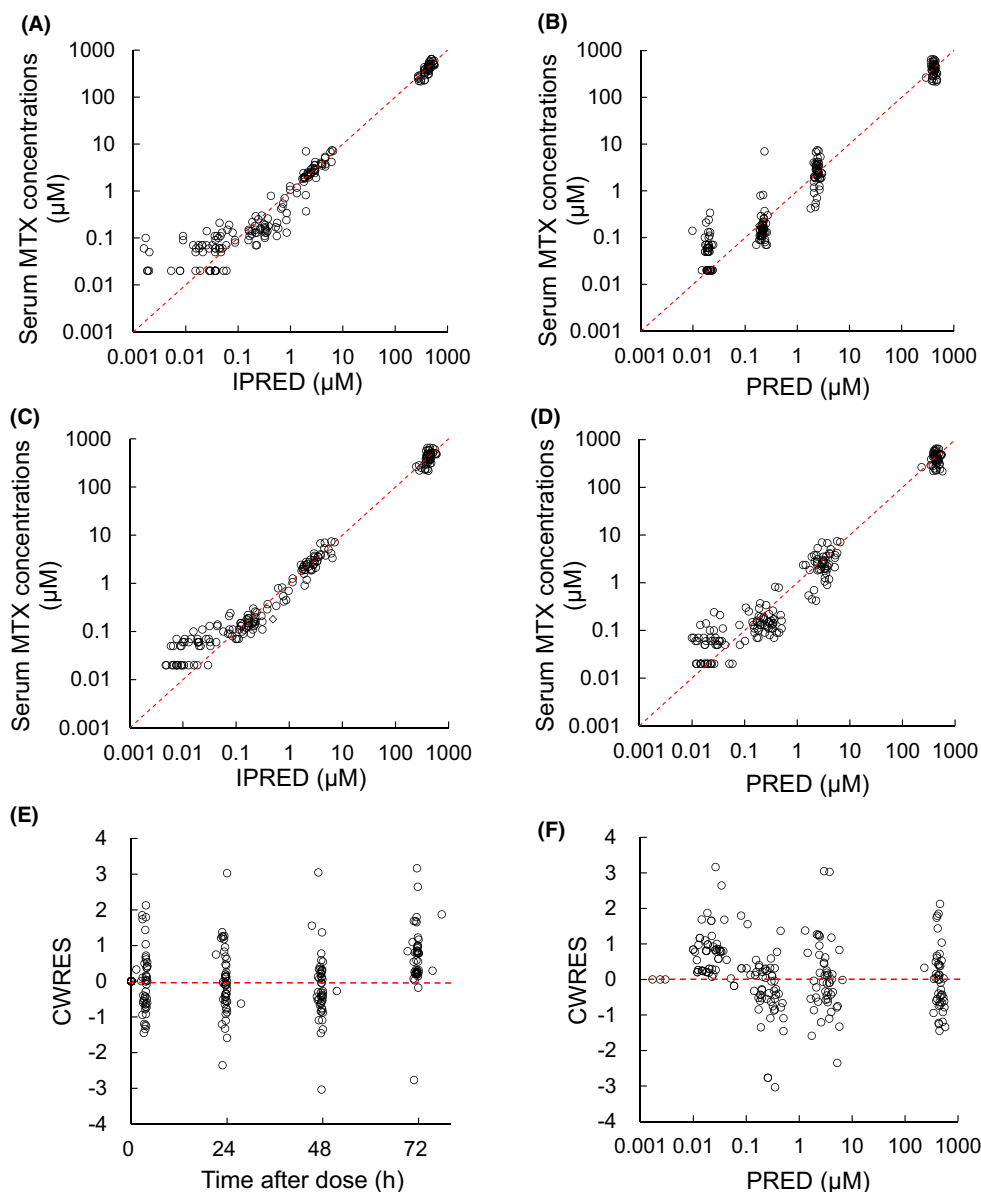 (A)
Serum MTX concentrations
(µM)
1000
100
10
1
0.1
0.01
0.001
0.001 0.01 0.1 1 10 100 1000
IPRED (µM)
(B)
Serum MTX concentrations
(µM)
1000
100
10
1
0.1
0.01
0.001
0.001 0.01 0.1 1 10 100 1000
PRED (µM)
(C)
Serum MTX concentrations
(µM)
1000
100
10
1
0.1
0.01
0.001
0.001 0.01 0.1 1 10 100 1000
IPRED (µM)
(D)
Serum MTX concentrations
(µM)
1000
100
10
1
0.1
0.01
0.001
0.001 0.01 0.1 1 10 100 1000
PRED (µM)
(E)
CWRES
4
3
2
1
0
-1
-2
-3
-4
0 24 48 72
Time after dose (h)
(F)
CWRES
4
3
2
1
0
-1
-2
-3
-4
0.001 0.01 0.1 1 10 100 1000
PRED (µM)